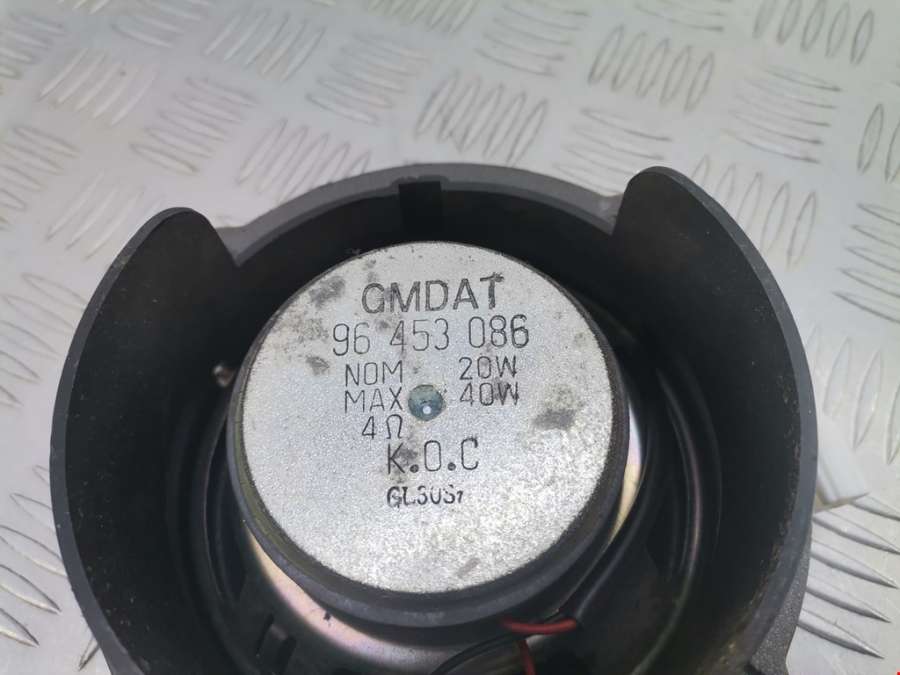 GMDAT
96 453 086
NOM 20W
MAX 40W
4Ω
K.O.C